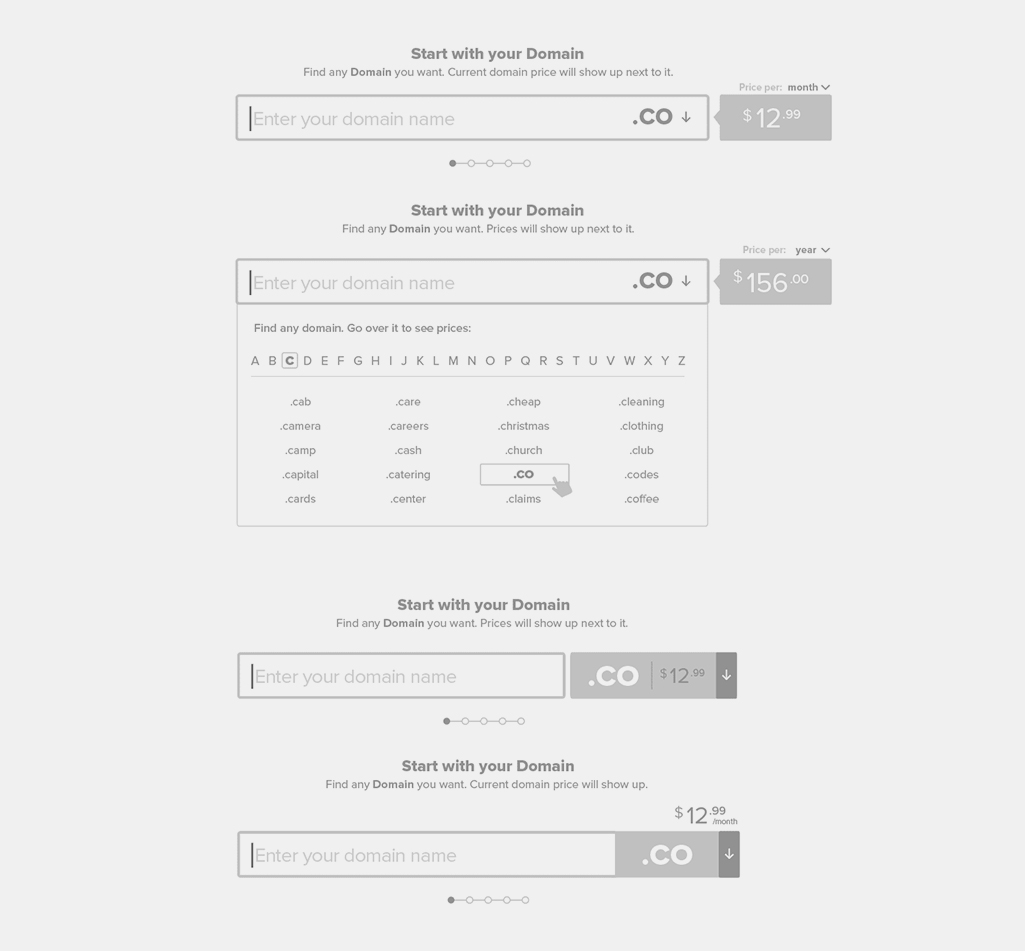 Start with your Domain
Find any Domain you want. Current domain price will show up next to it.
Price per: month
Enter your domain name .CO $12.99
Start with your Domain
Find any Domain you want. Prices will show up next to it.
Price per: year
Enter your domain name .CO $156.00
Find any domain. Go over it to see prices:
A B C D E F G H I J K L M N O P Q R S T U V W X Y Z
.cab .care .cheap .cleaning
.camera .careers .christmas .clothing
.camp .cash .church .club
.capital .catering .co .codes
.cards .center .claims .coffee
Start with your Domain
Find any Domain you want. Prices will show up next to it.
Enter your domain name .CO $12.99
Start with your Domain
Find any Domain you want. Current domain price will show up.
$12.99 /month
Enter your domain name .CO